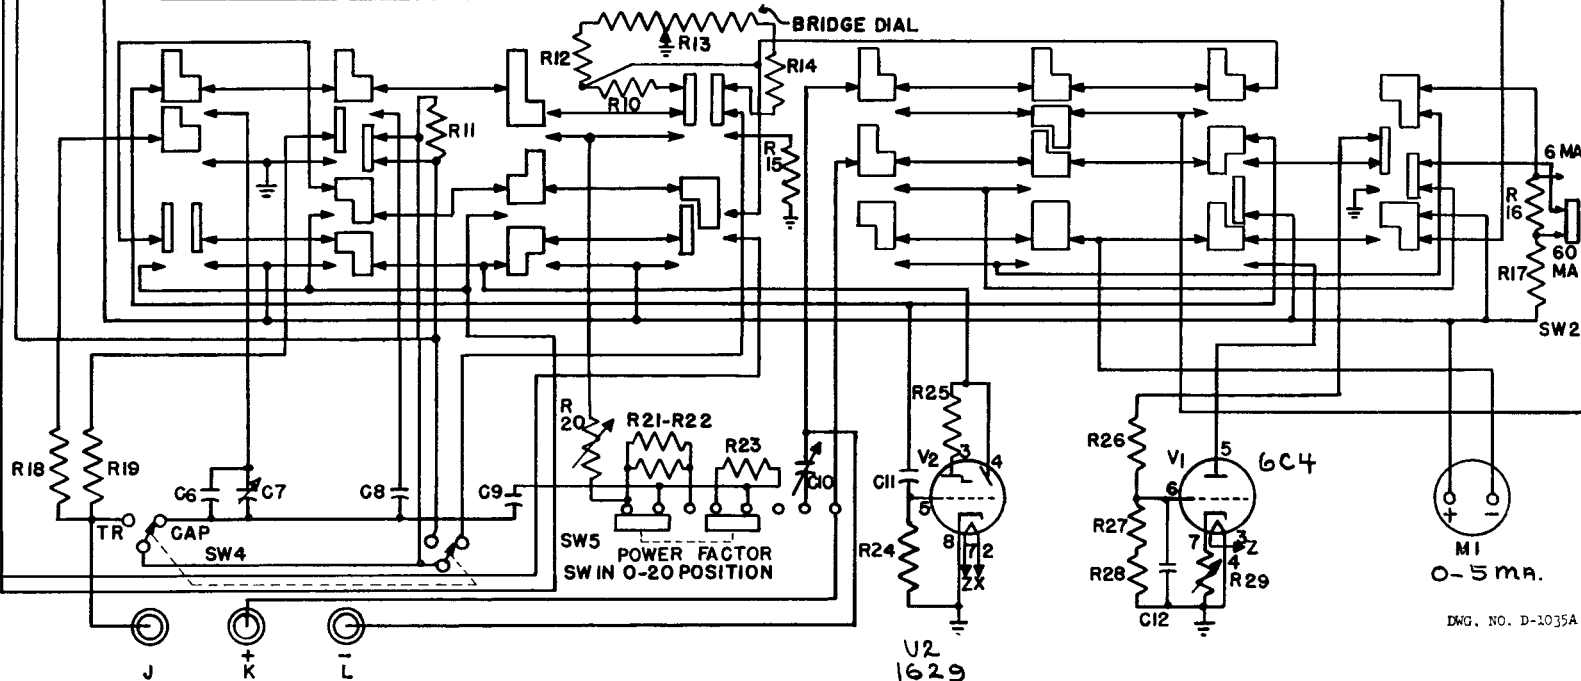 BRIDGE DIAL
R12
R13
R14
R10
R11
R 15
6 MA
R 16
60 MA
R17
SW2
R18
R19
C6
C7
C8
C9
TR
CAP
SW4
R 20
R21-R22
R23
C10
SW5
POWER FACTOR
SW IN 0-20 POSITION
R25
V2
3
4
C11
5
R24
8
7
2
Z
X
R26
V1
5
6C4
6
R27
7
3
Z
R28
4
R29
C12
+
-
M1
0-5 MA.
DWG. NO. D-1035A
V2
1629
J
+
K
-
L